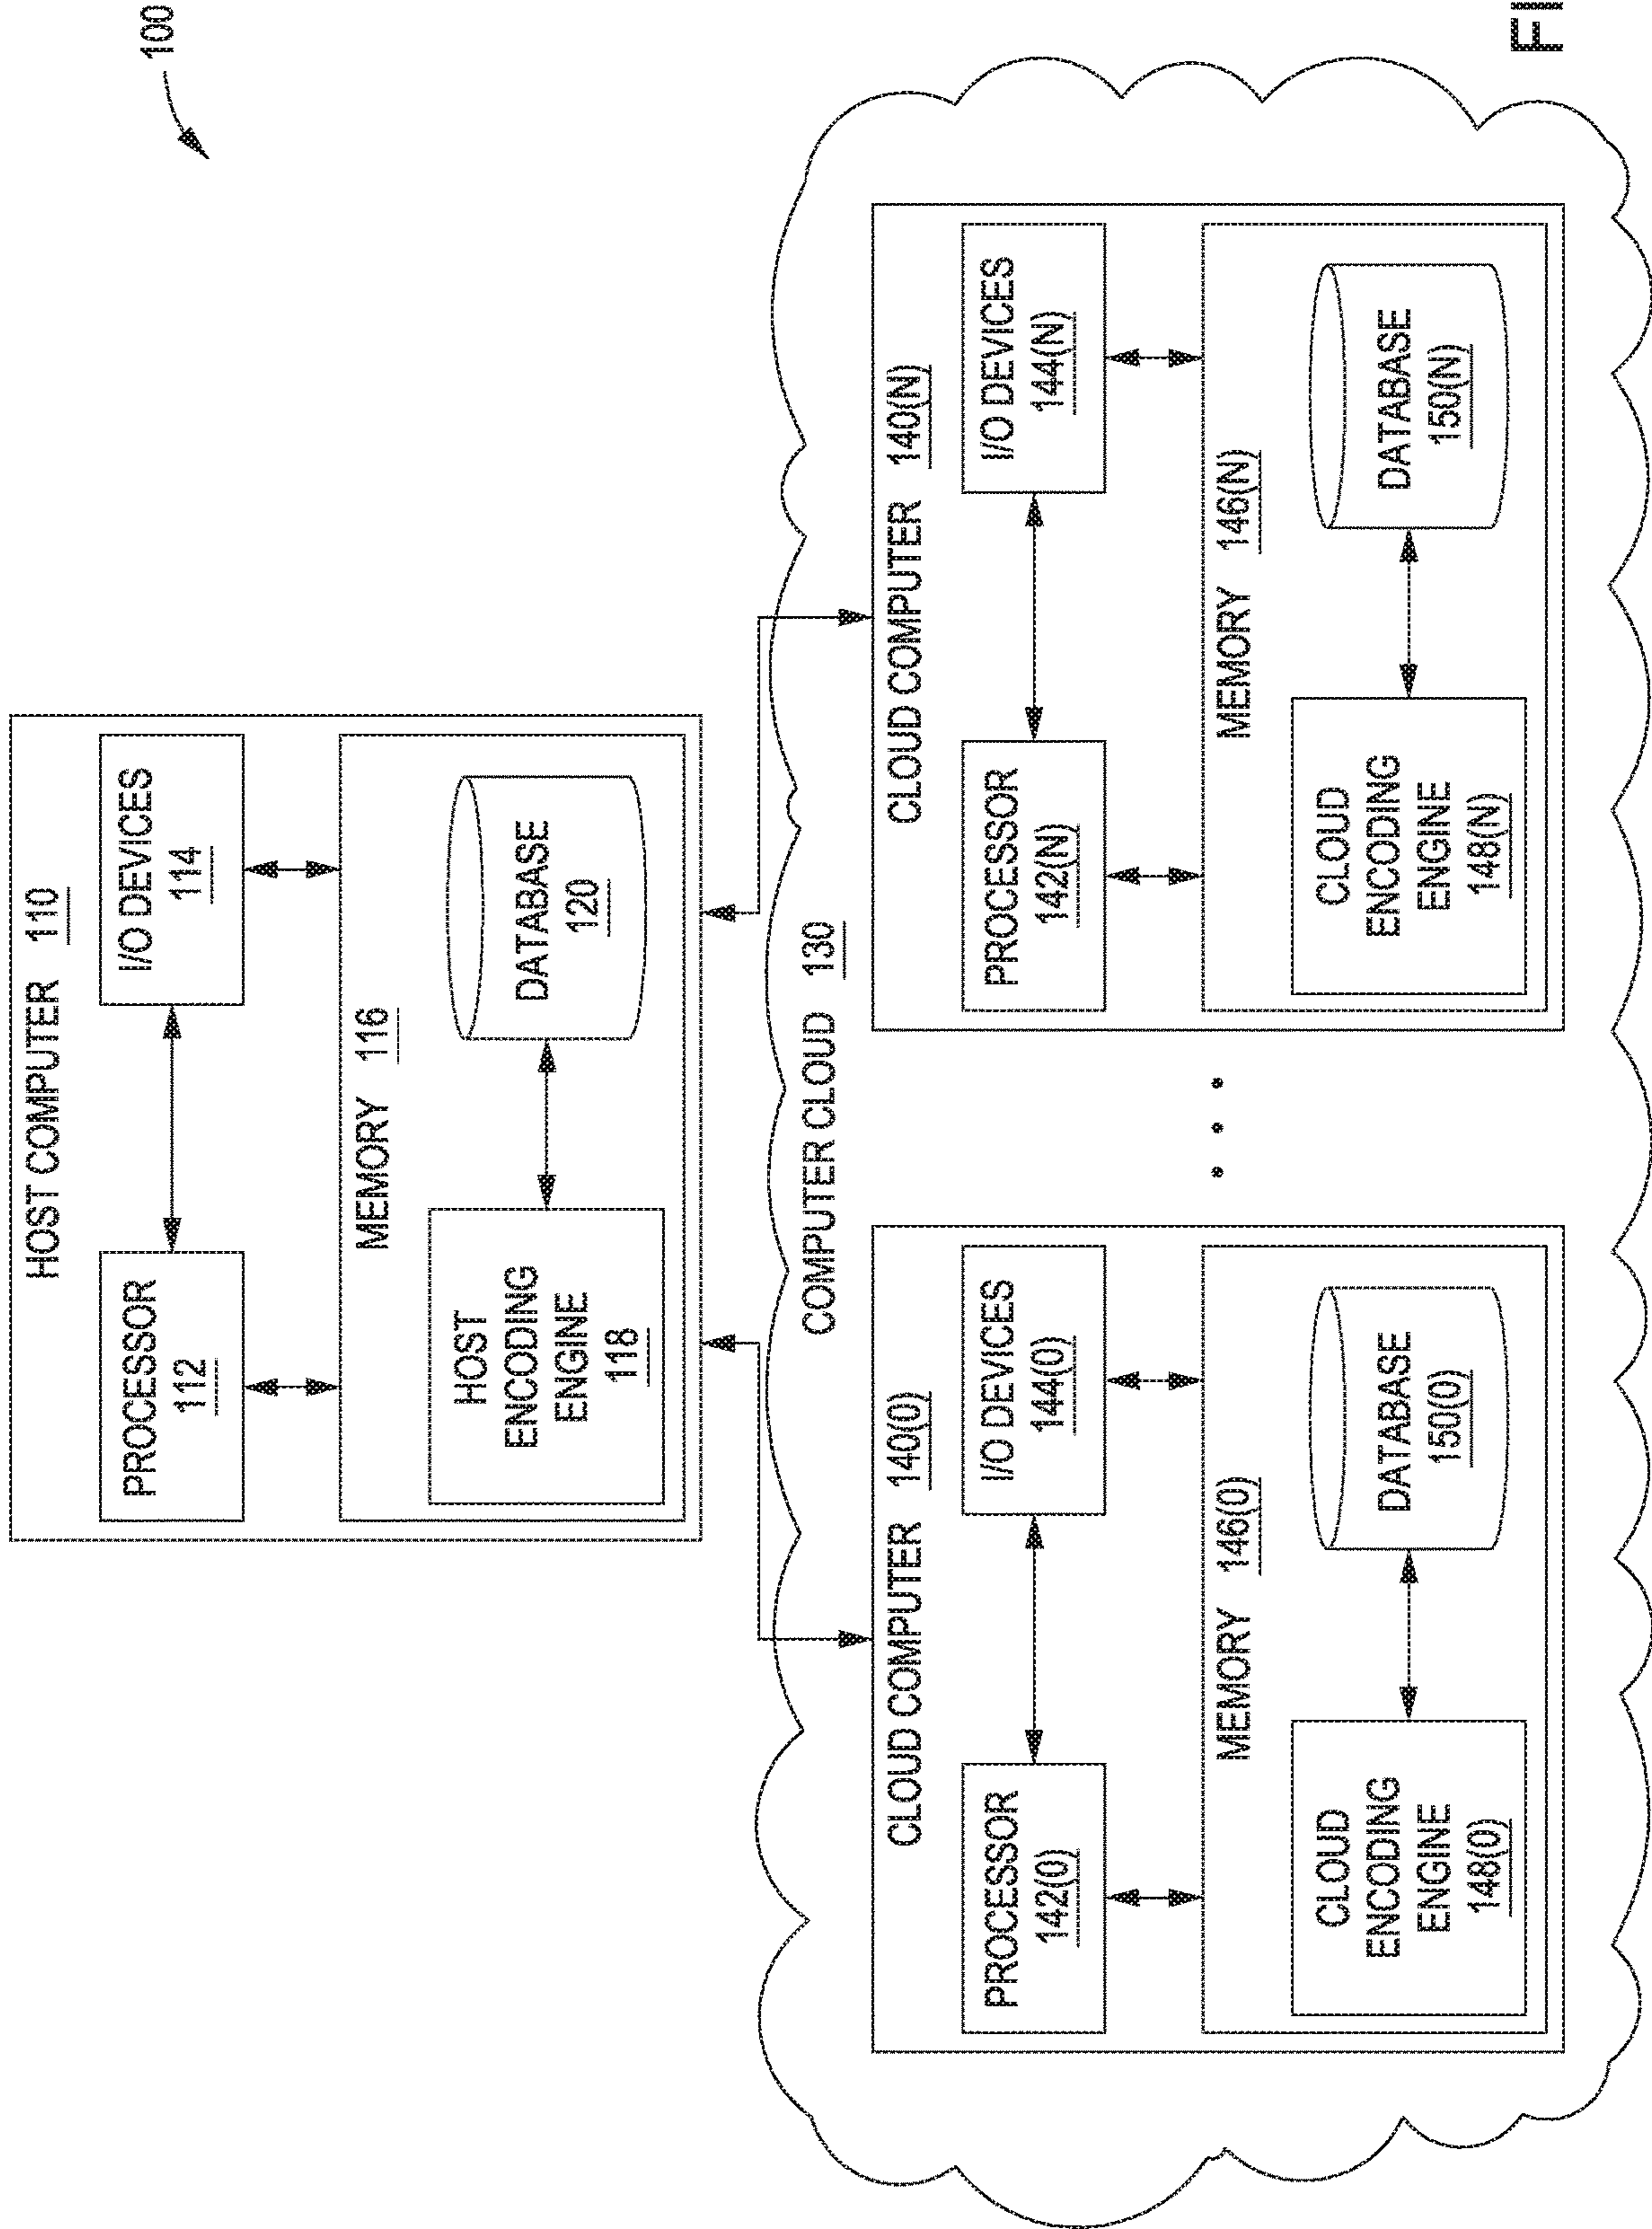 100
HOST COMPUTER 110
PROCESSOR
112
I/O DEVICES
114
MEMORY 116
HOST
ENCODING
ENGINE
118
DATABASE
120
COMPUTER CLOUD 130
CLOUD COMPUTER 140(0)
PROCESSOR
142(0)
I/O DEVICES
144(0)
MEMORY 146(0)
CLOUD
ENCODING
ENGINE
148(0)
DATABASE
150(0)
CLOUD COMPUTER 140(N)
PROCESSOR
142(N)
I/O DEVICES
144(N)
MEMORY 146(N)
CLOUD
ENCODING
ENGINE
148(N)
DATABASE
150(N)